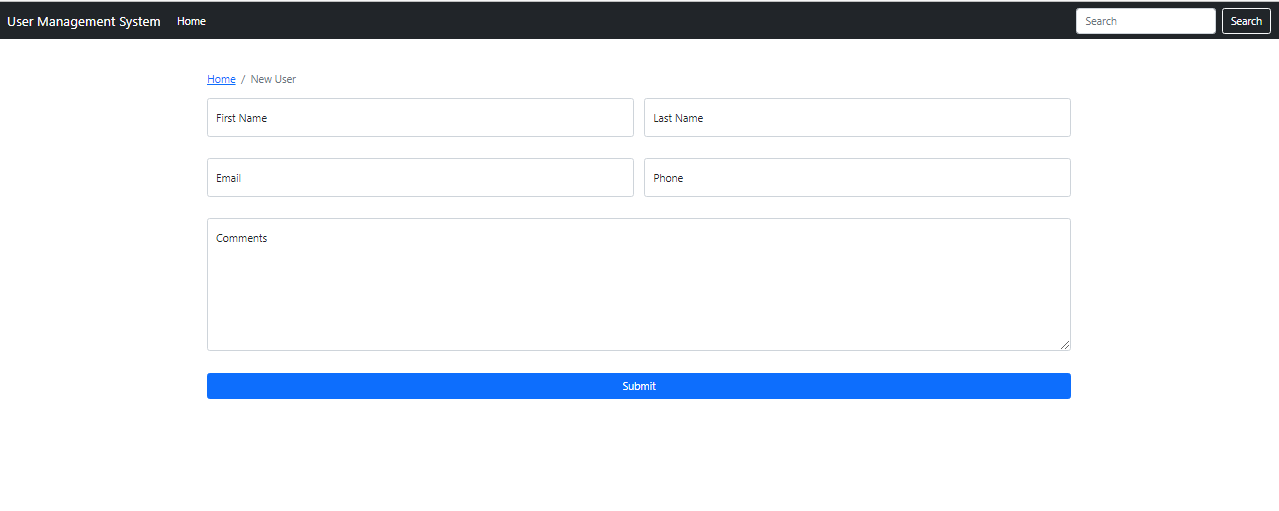 User Management System Home Search Search
Home / New User
First Name Last Name
Email Phone
Comments
Submit